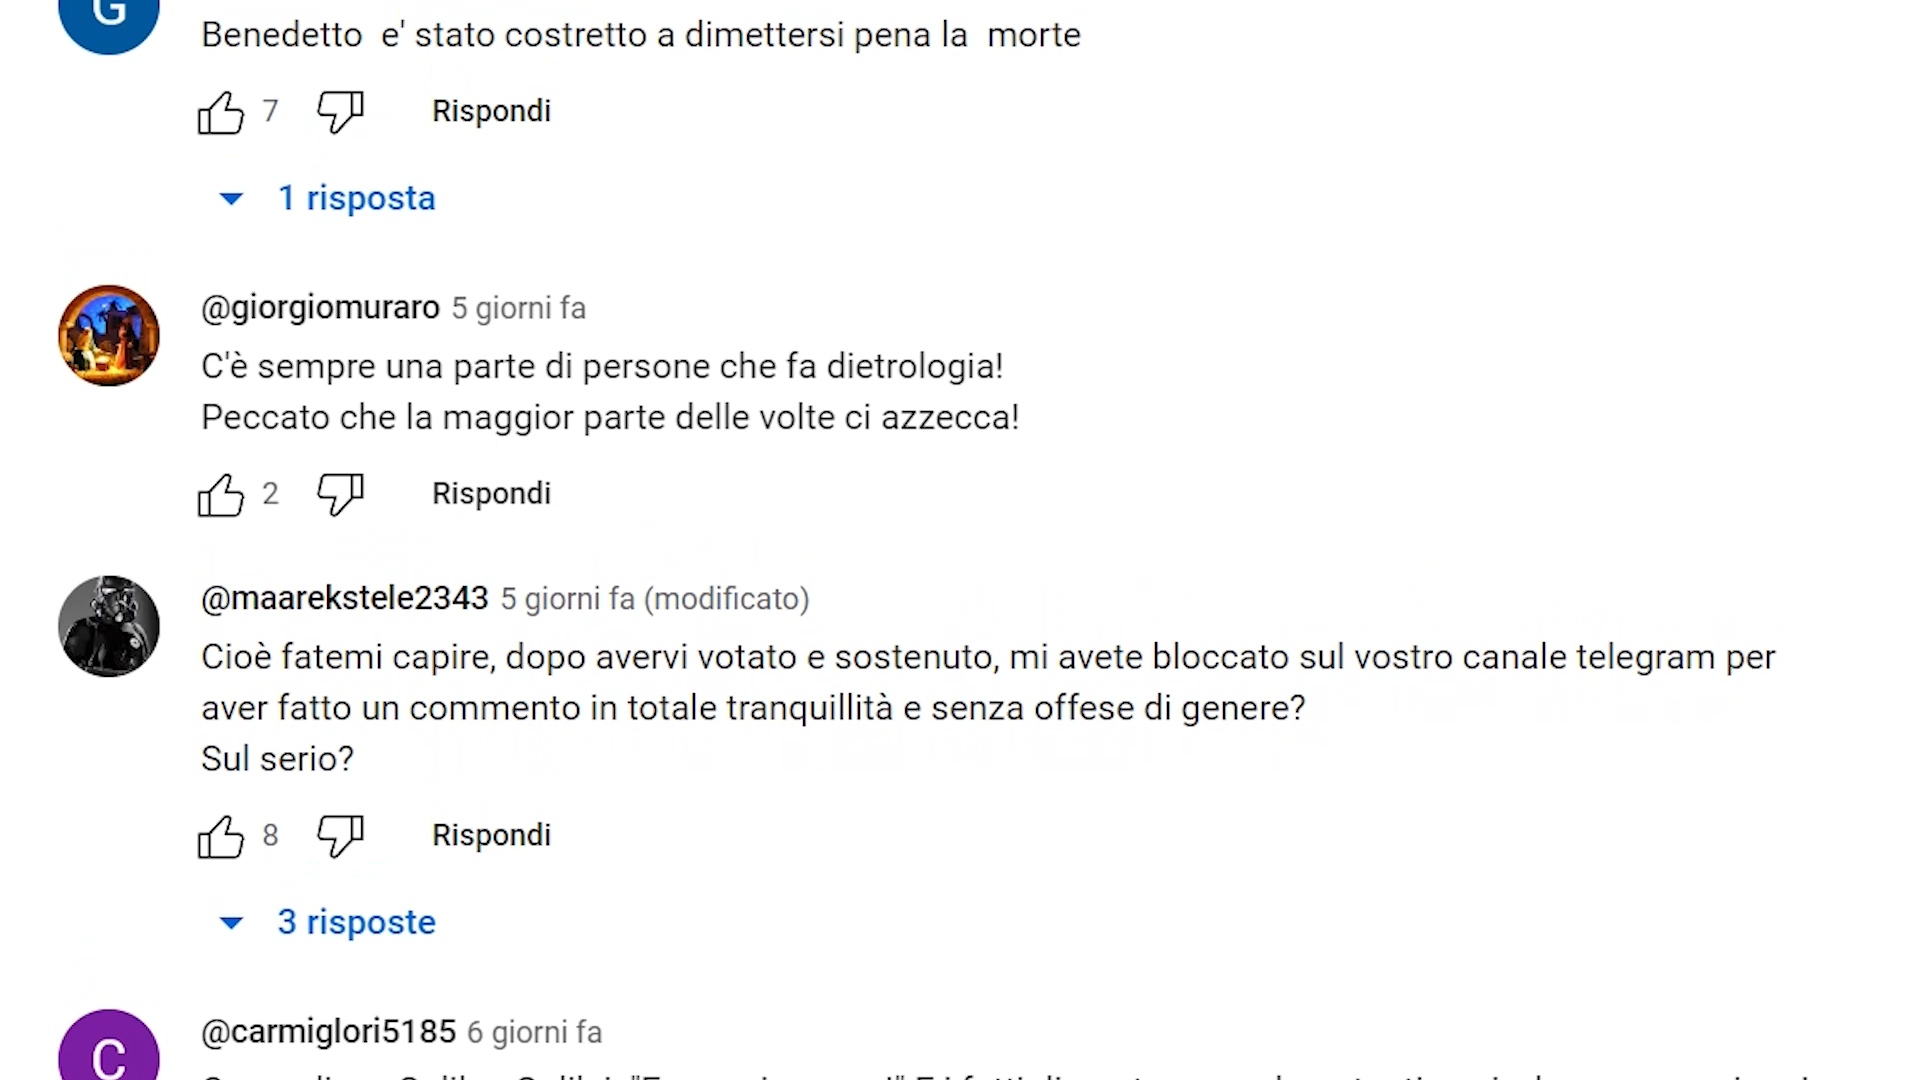 G
Benedetto e' stato costretto a dimettersi pena la morte
7 Rispondi
1 risposta
@giorgiomuraro 5 giorni fa
C'è sempre una parte di persone che fa dietrologia!
Peccato che la maggior parte delle volte ci azzecca!
2 Rispondi
@maarekstele2343 5 giorni fa (modificato)
Cioè fatemi capire, dopo avervi votato e sostenuto, mi avete bloccato sul vostro canale telegram per
aver fatto un commento in totale tranquillità e senza offese di genere?
Sul serio?
8 Rispondi
3 risposte
C
@carmiglori5185 6 giorni fa